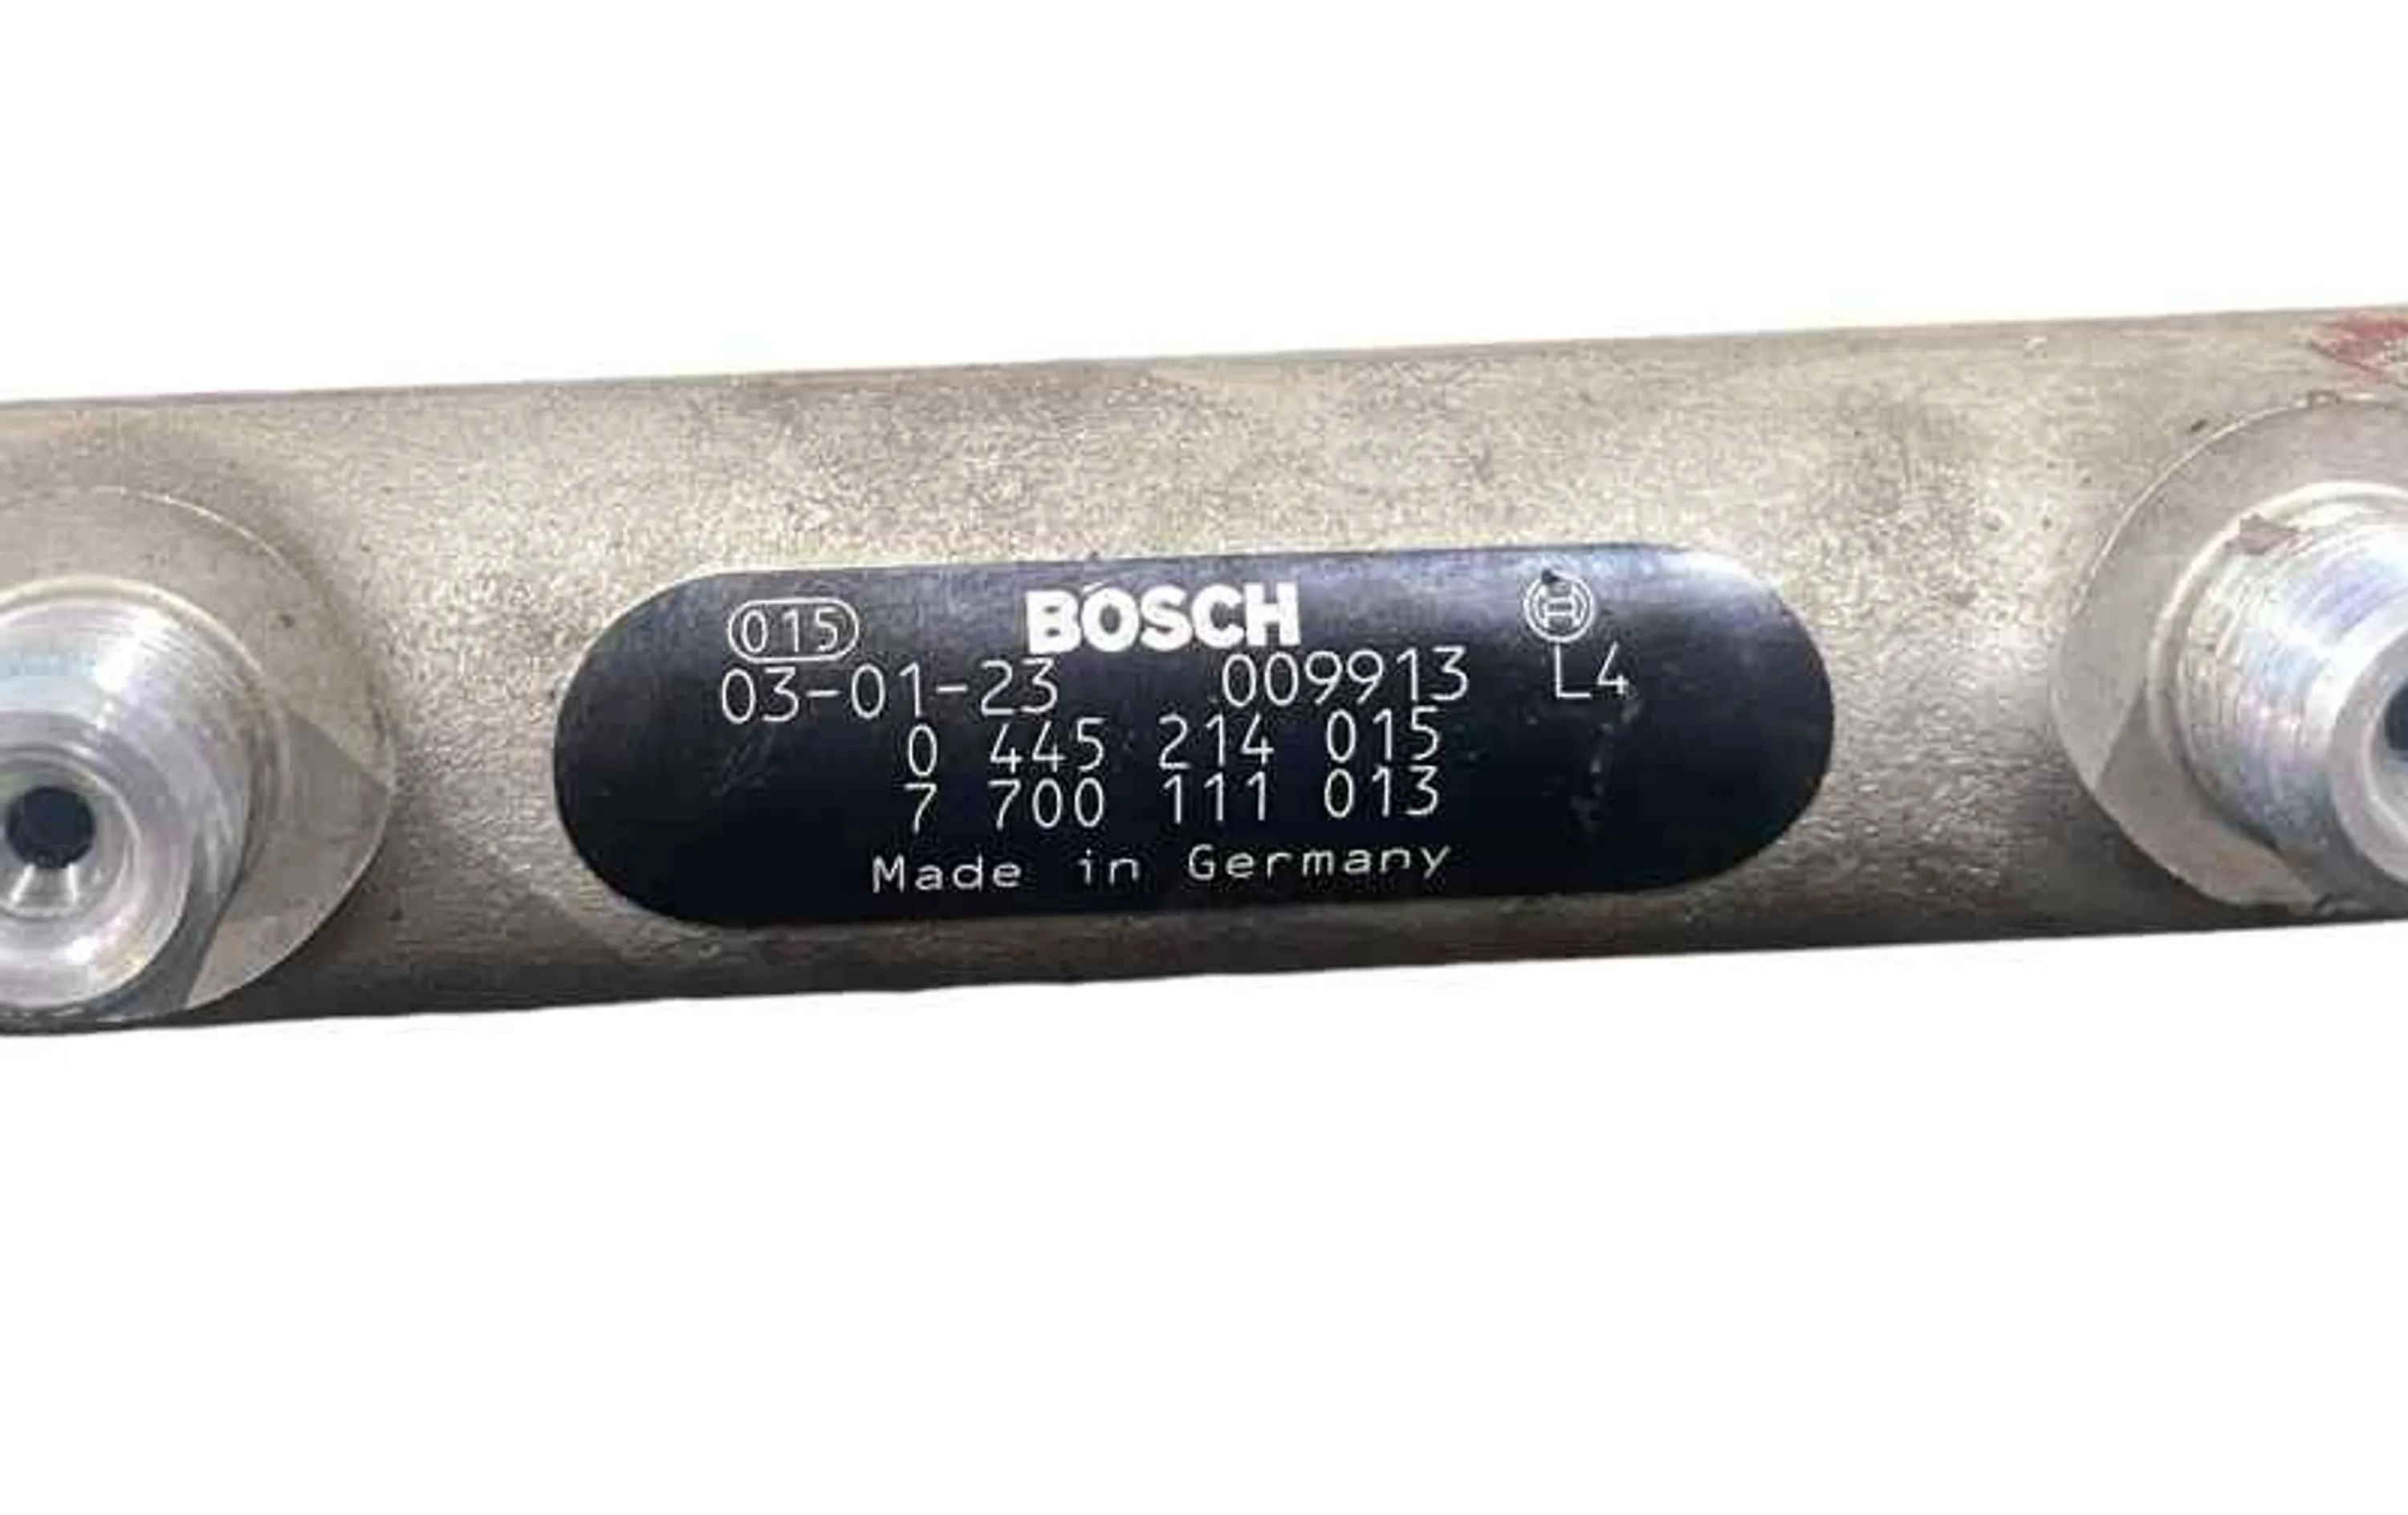 015 BOSCH
03-01-23 009913 L4
0 445 214 015
7 700 111 013
Made in Germany